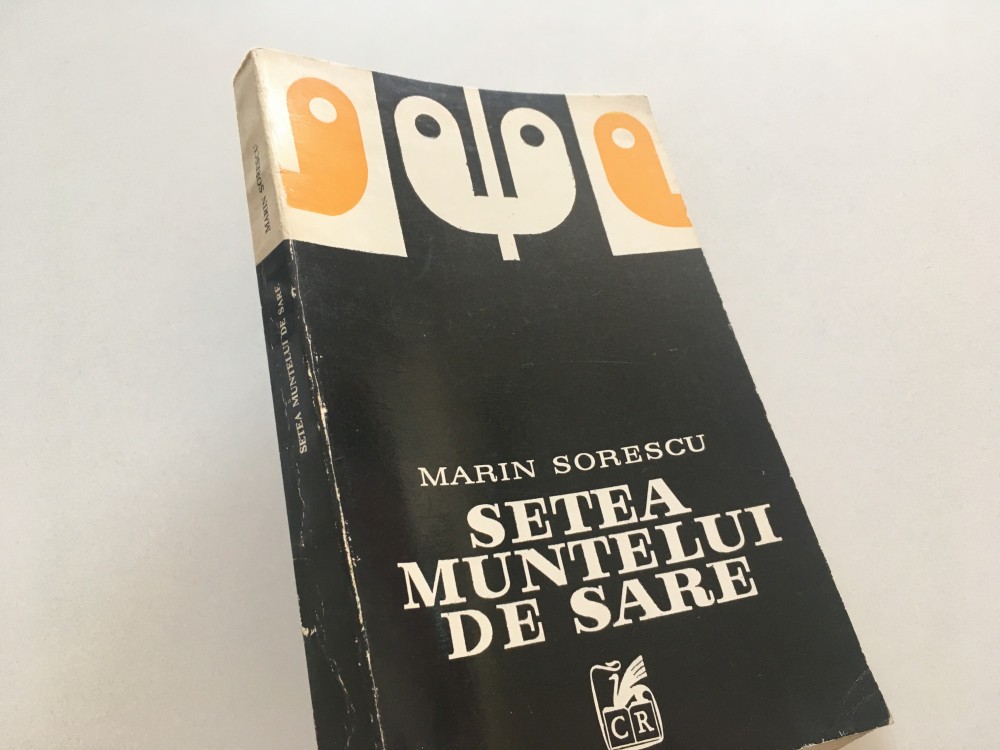 MARIN SORESCU
SETEA MUNTELUI DE SARE
MARIN SORESCU
SETEA
MUNTELUI
DE SARE
CR